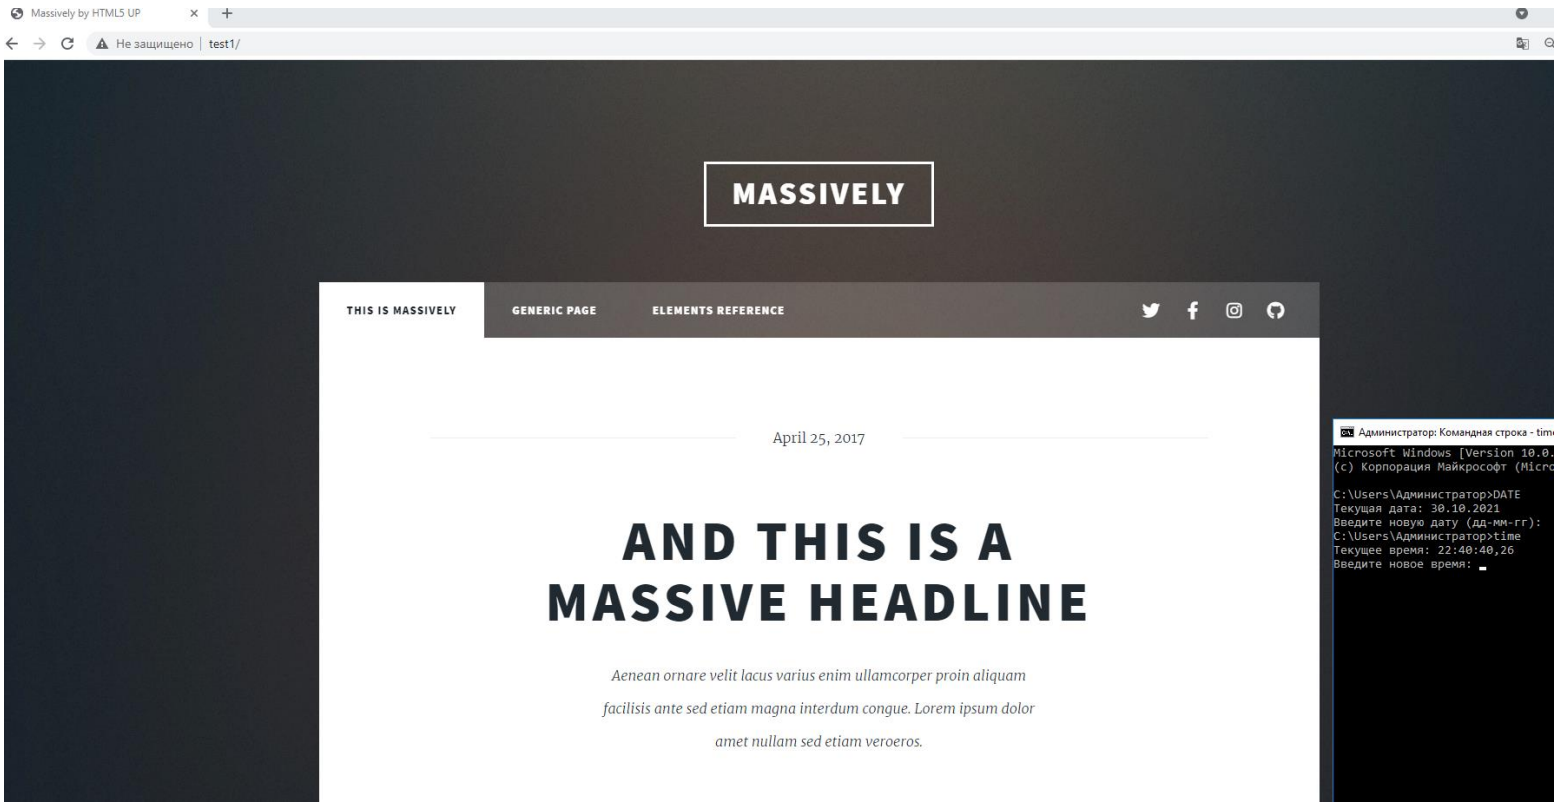 Massively by HTML5 UP
Не защищено | test1/
MASSIVELY
THIS IS MASSIVELY GENERIC PAGE ELEMENTS REFERENCE
April 25, 2017
AND THIS IS A
MASSIVE HEADLINE
Aenean ornare velit lacus varius enim ullamcorper proin aliquam
facilisis ante sed etiam magna interdum congue. Lorem ipsum dolor
amet nullam sed etiam veroeros.
Администратор: Командная строка - time
Microsoft Windows [Version 10.0.
(c) Корпорация Майкрософт (Micro
C:\Users\Администратор>DATE
Текущая дата: 30.10.2021
Введите новую дату (дд-мм-гг):
C:\Users\Администратор>time
Текущее время: 22:40:40,26
Введите новое время: